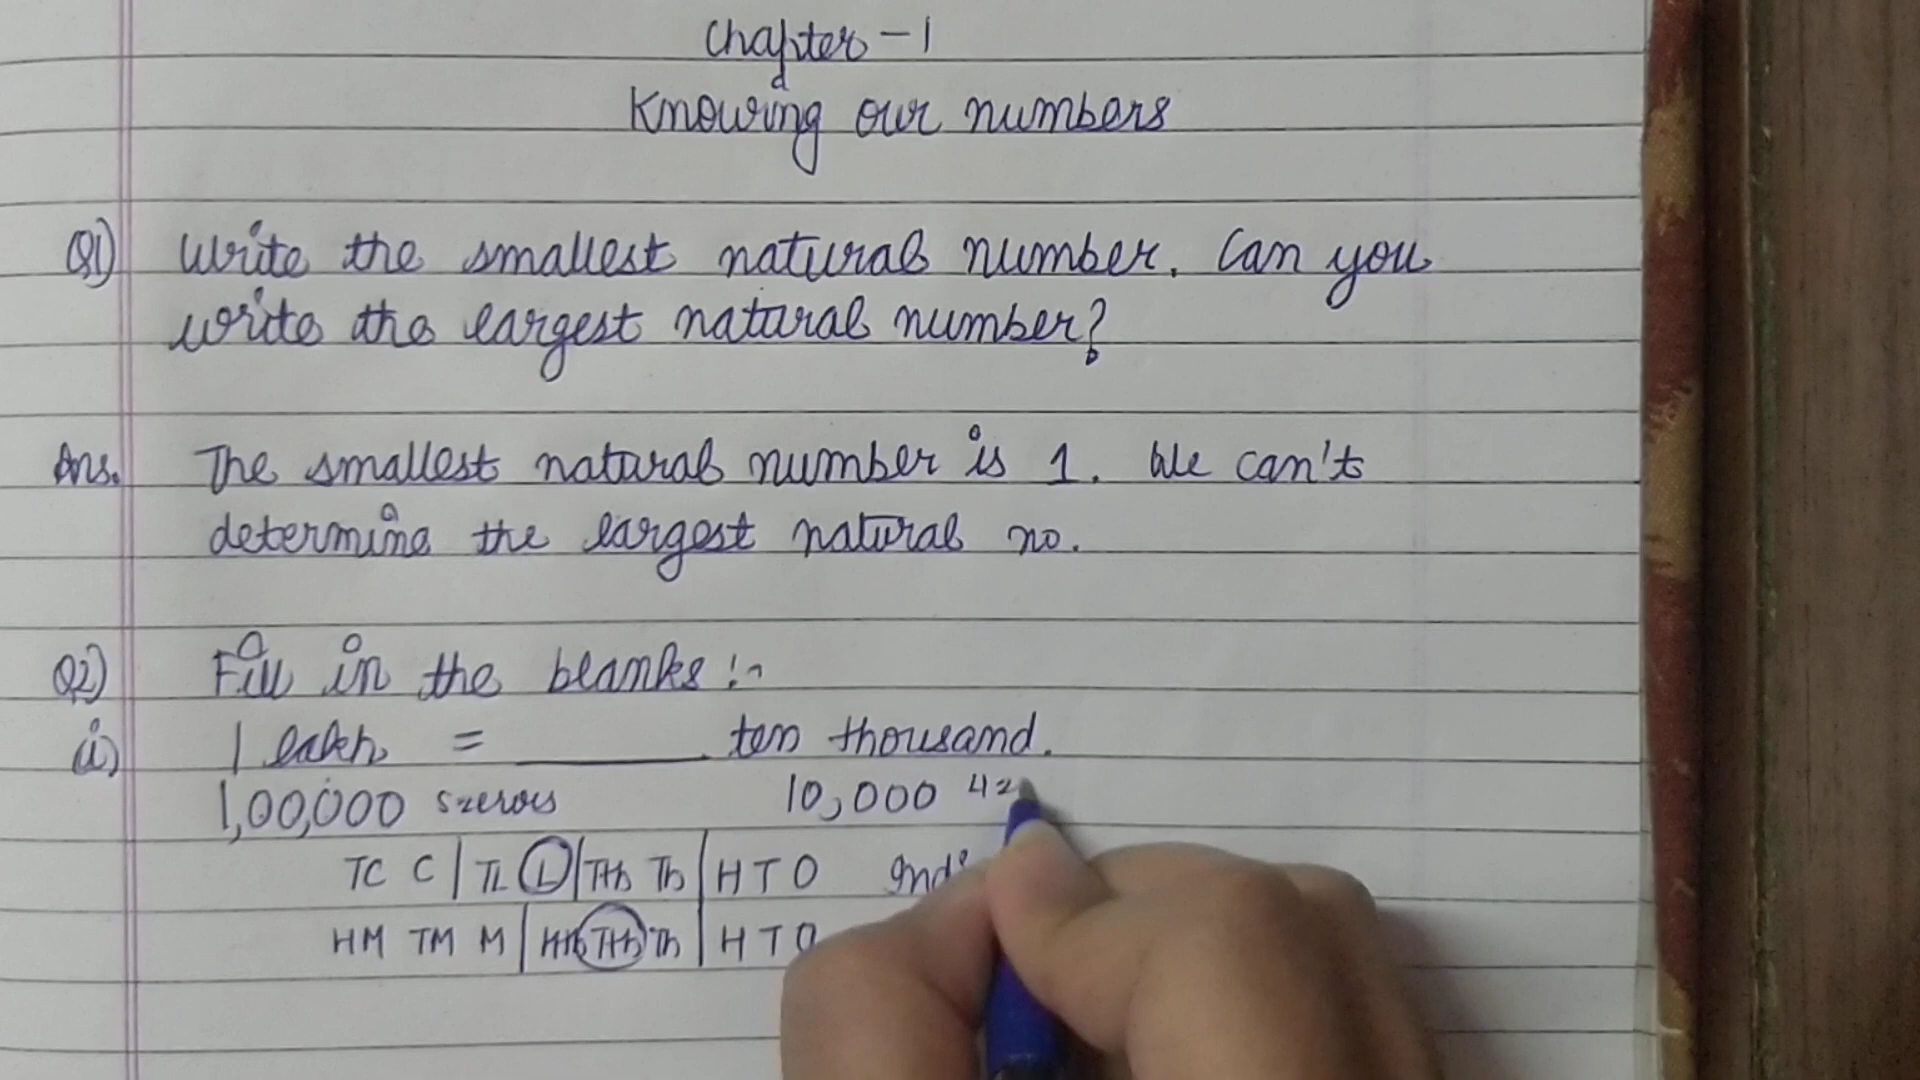 Chapter - 1
Knowing our numbers
Q1) Write the smallest natural number. Can you
write the largest natural number?
Ans. The smallest natural number is 1. We can't
determine the largest natural no.
Q2) Fill in the blanks :-
(i) 1 lakh = ______ ten thousand.
1,00,000 5zeroes 10,000 4z
TC C | TL L | TTh Th | H T O Indi
HM TM M | HTh TTh Th | H T O